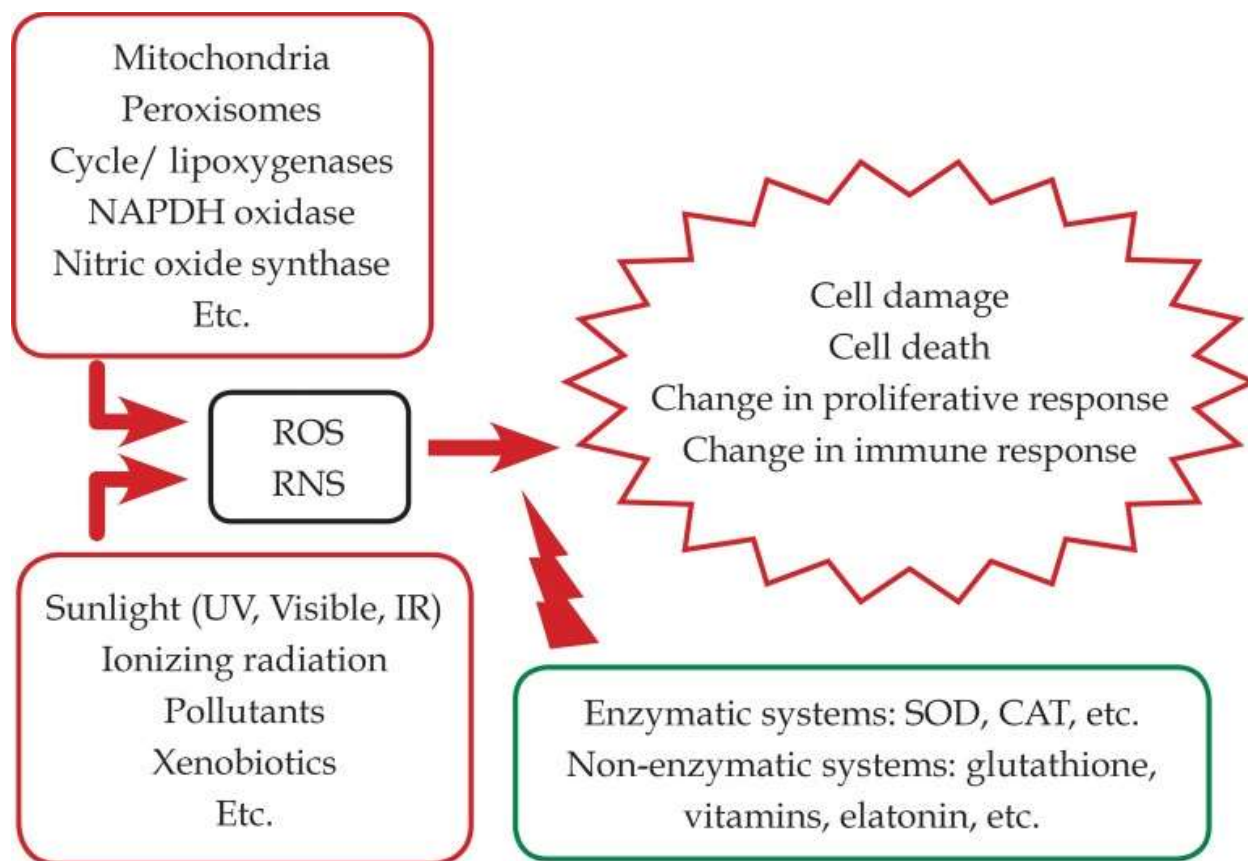 Mitochondria
Peroxisomes
Cycle/ lipoxygenases
NAPDH oxidase
Nitric oxide synthase
Etc.
ROS
RNS
Cell damage
Cell death
Change in proliferative response
Change in immune response
Sunlight (UV, Visible, IR)
Ionizing radiation
Pollutants
Xenobiotics
Etc.
Enzymatic systems: SOD, CAT, etc.
Non-enzymatic systems: glutathione,
vitamins, elatonin, etc.